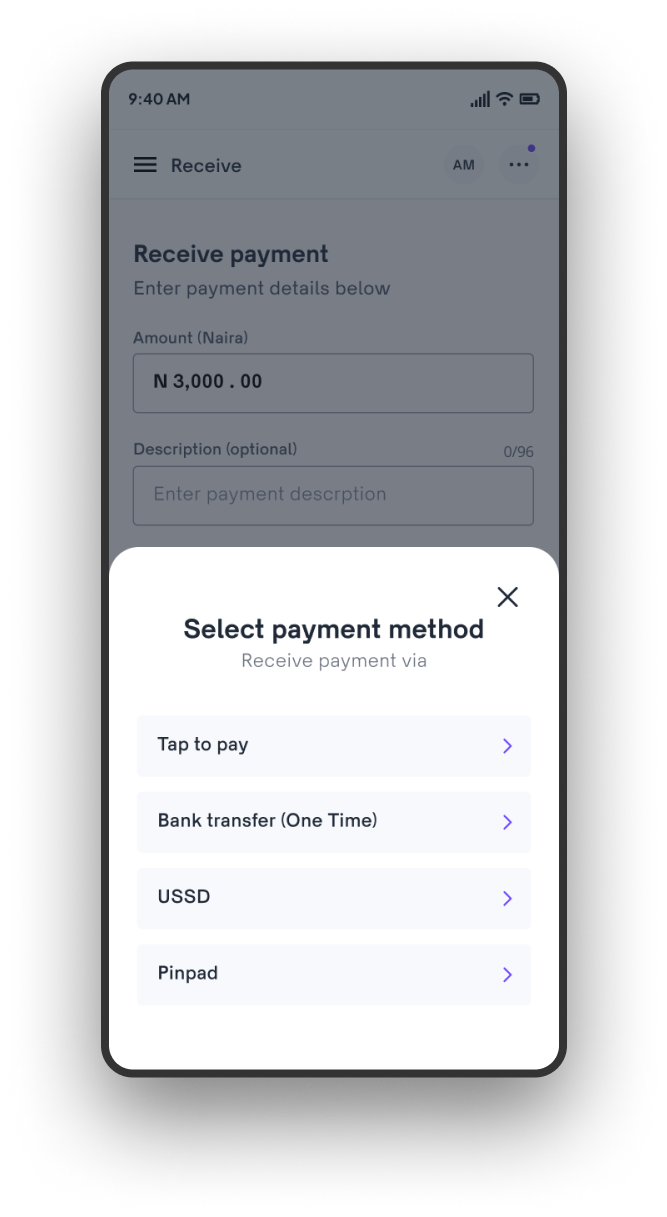 9:40 AM
Receive
AM
Receive payment
Enter payment details below
Amount (Naira)
N 3,000 . 00
Description (optional)
0/96
Enter payment descrption
Select payment method
Receive payment via
Tap to pay
Bank transfer (One Time)
USSD
Pinpad